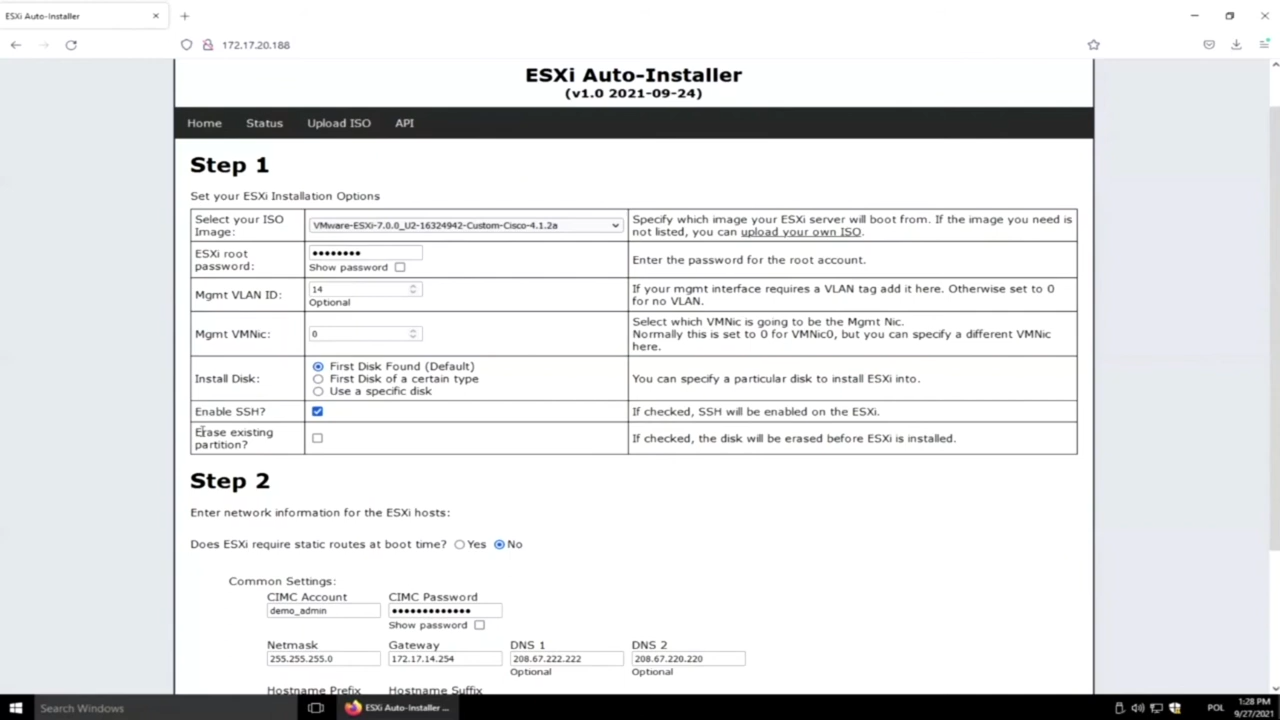 ESXi Auto-Installer
172.17.20.188
ESXi Auto-Installer
(v1.0 2021-09-24)
Home Status Upload ISO API
Step 1
Set your ESXi Installation Options
Select your ISO Image:
VMware-ESXi-7.0.0_U2-16324942-Custom-Cisco-4.1.2a
Specify which image your ESXi server will boot from. If the image you need is
not listed, you can upload your own ISO.
ESXi root
password:
••••••••
Show password
Enter the password for the root account.
Mgmt VLAN ID:
14
Optional
If your mgmt interface requires a VLAN tag add it here. Otherwise set to 0
for no VLAN.
Mgmt VMNic:
0
Select which VMNic is going to be the Mgmt Nic.
Normally this is set to 0 for VMNic0, but you can specify a different VMNic
here.
Install Disk:
First Disk Found (Default)
First Disk of a certain type
Use a specific disk
You can specify a particular disk to install ESXi into.
Enable SSH?
If checked, SSH will be enabled on the ESXi.
Erase existing
partition?
If checked, the disk will be erased before ESXi is installed.
Step 2
Enter network information for the ESXi hosts:
Does ESXi require static routes at boot time? Yes No
Common Settings:
CIMC Account CIMC Password
demo_admin •••••••••••••
Show password
Netmask Gateway DNS 1 DNS 2
255.255.255.0 172.17.14.254 208.67.222.222 208.67.220.220
Optional Optional
Hostname Prefix Hostname Suffix
Search Windows
ESXi Auto-Installer ...
POL
1:28 PM
9/27/2021